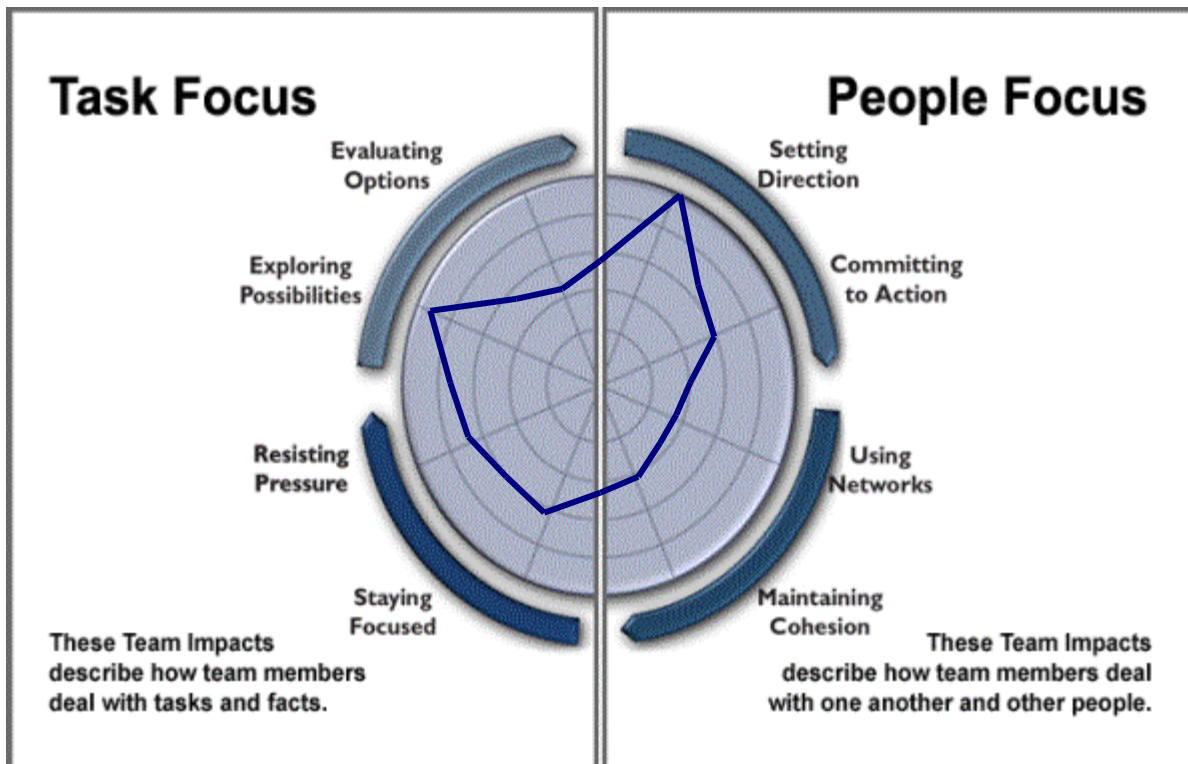 Task Focus
People Focus
Evaluating
Options
Setting
Direction
Exploring
Possibilities
Committing
to Action
Resisting
Pressure
Using
Networks
Staying
Focused
Maintaining
Cohesion
These Team Impacts
describe how team members
deal with tasks and facts.
These Team Impacts
describe how team members deal
with one another and other people.